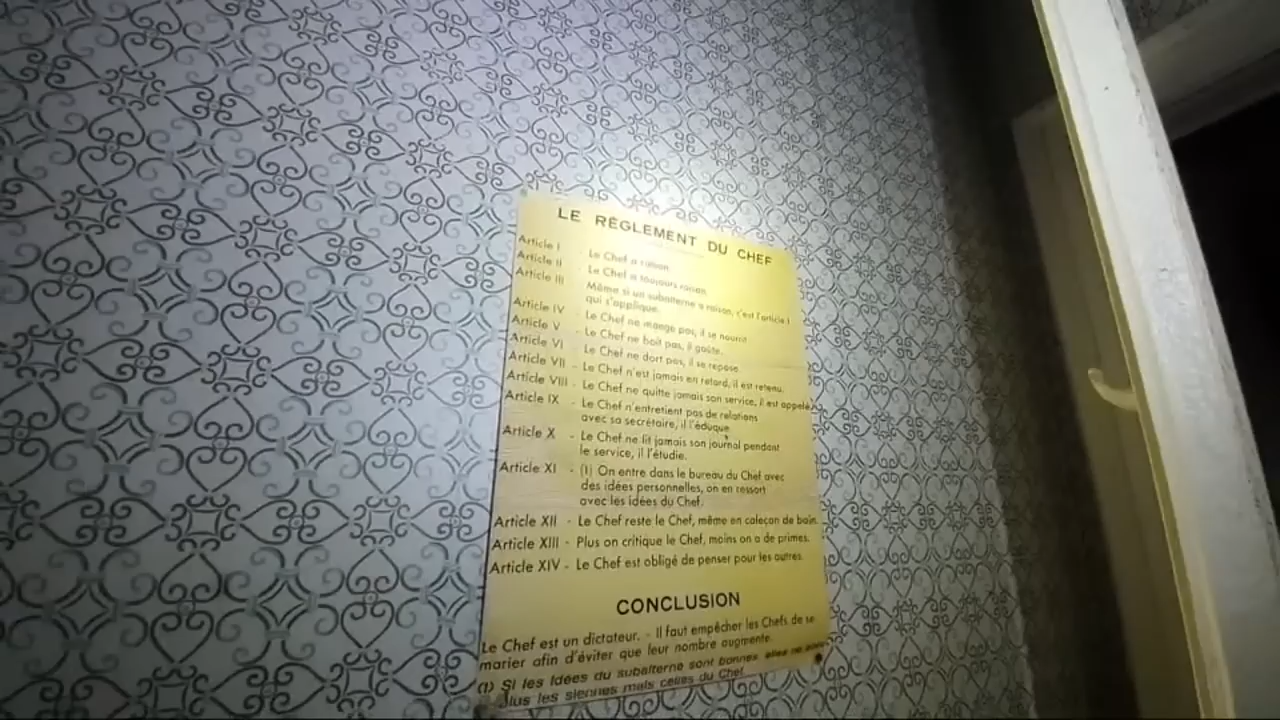 LE RÈGLEMENT DU CHEF
Article I - Le Chef a raison.
Article II - Le Chef a toujours raison.
Article III - Même si un subalterne a raison, c'est l'article I
qui s'applique.
Article IV - Le Chef ne mange pas, il se nourrit.
Article V - Le Chef ne boit pas, il goûte.
Article VI - Le Chef ne dort pas, il se repose.
Article VII - Le Chef n'est jamais en retard, il est retenu.
Article VIII - Le Chef ne quitte jamais son service, il est appelé.
Article IX - Le Chef n'entretient pas de relations
avec sa secrétaire, il l'éduque.
Article X - Le Chef ne lit jamais son journal pendant
le service, il l'étudie.
Article XI - (1) On entre dans le bureau du Chef avec
des idées personnelles, on en ressort
avec les idées du Chef.
Article XII - Le Chef reste le Chef, même en caleçon de bain.
Article XIII - Plus on critique le Chef, moins on a de primes.
Article XIV - Le Chef est obligé de penser pour les autres.
CONCLUSION
Le Chef est un dictateur. - Il faut empêcher les Chefs de se
marier afin d'éviter que leur nombre augmente.
(1) Si les idées du subalterne sont bonnes, elles ne sont
plus les siennes mais celles du Chef.